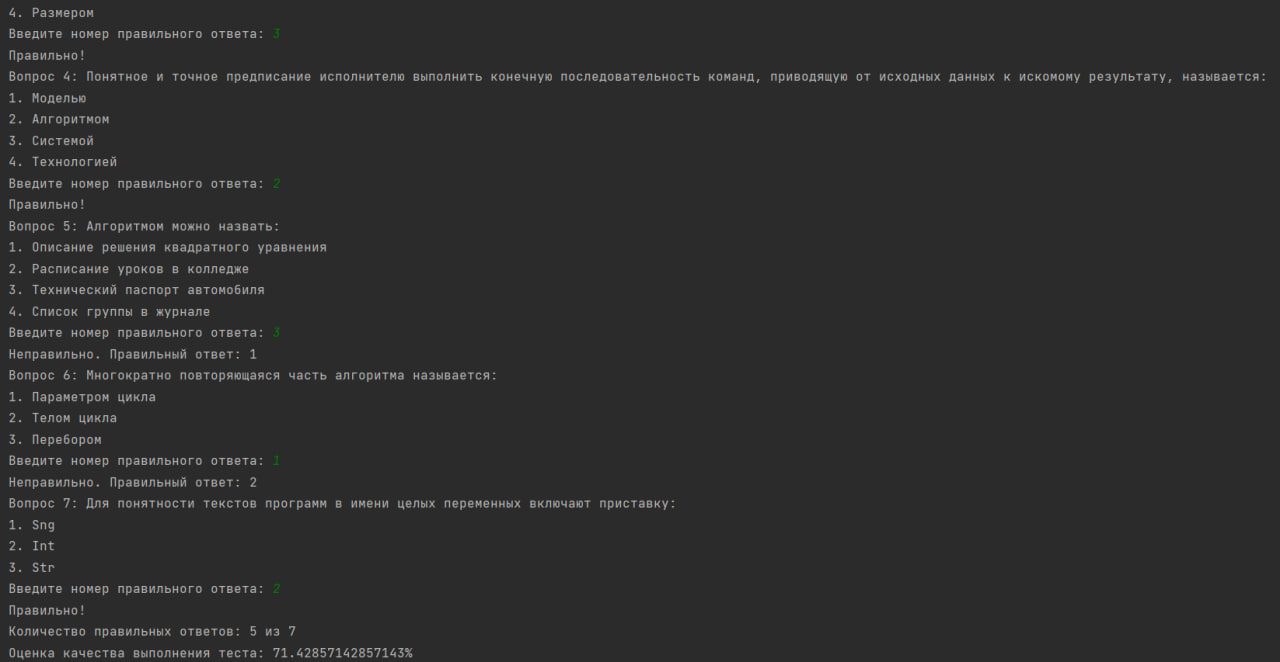 4. Размером
Введите номер правильного ответа: 3
Правильно!
Вопрос 4: Понятное и точное предписание исполнителю выполнить конечную последовательность команд, приводящую от исходных данных к искомому результату, называется:
1. Моделью
2. Алгоритмом
3. Системой
4. Технологией
Введите номер правильного ответа: 2
Правильно!
Вопрос 5: Алгоритмом можно назвать:
1. Описание решения квадратного уравнения
2. Расписание уроков в колледже
3. Технический паспорт автомобиля
4. Список группы в журнале
Введите номер правильного ответа: 3
Неправильно. Правильный ответ: 1
Вопрос 6: Многократно повторяющаяся часть алгоритма называется:
1. Параметром цикла
2. Телом цикла
3. Перебором
Введите номер правильного ответа: 1
Неправильно. Правильный ответ: 2
Вопрос 7: Для понятности текстов программ в имени целых переменных включают приставку:
1. Sng
2. Int
3. Str
Введите номер правильного ответа: 2
Правильно!
Количество правильных ответов: 5 из 7
Оценка качества выполнения теста: 71.42857142857143%